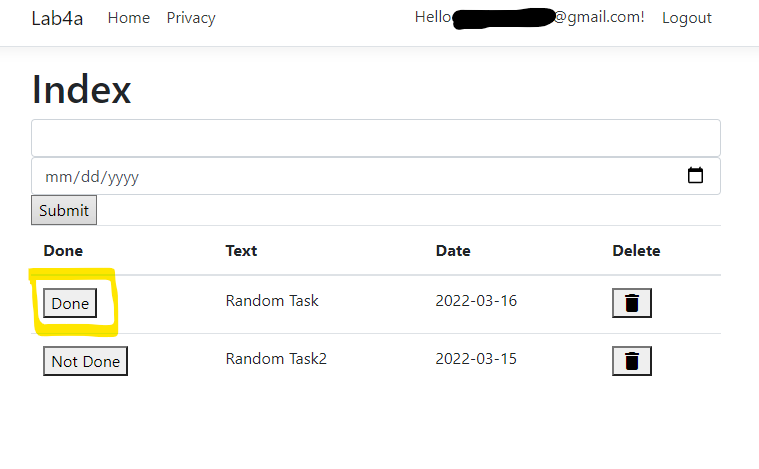 Lab4a Home Privacy Hello @gmail.com! Logout
Index
mm/dd/yyyy
Submit
Done Text Date Delete
Done Random Task 2022-03-16
Not Done Random Task2 2022-03-15